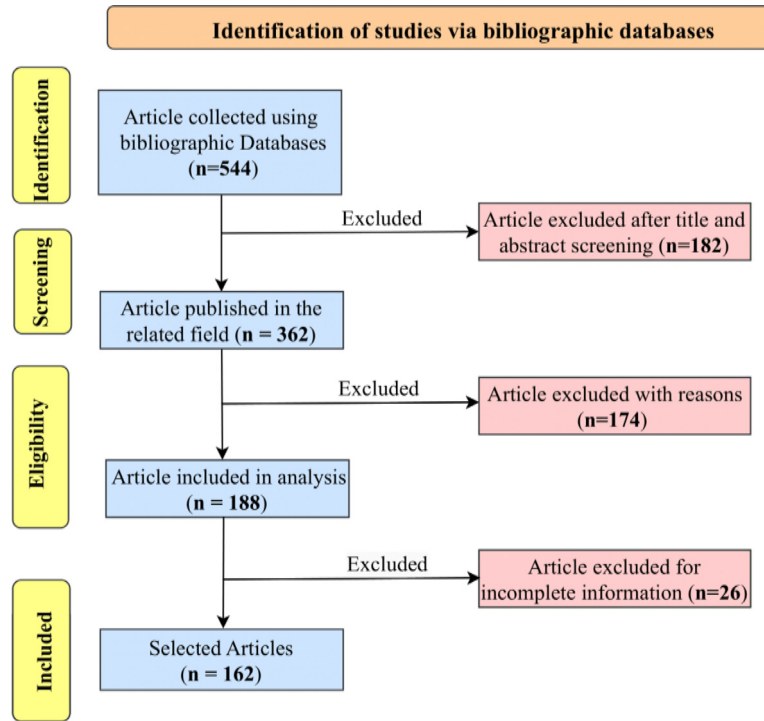 Identification of studies via bibliographic databases
Identification
Article collected using
bibliographic Databases
(n=544)
Excluded
Article excluded after title and
abstract screening (n=182)
Screening
Article published in the
related field (n = 362)
Excluded
Article excluded with reasons
(n=174)
Eligibility
Article included in analysis
(n = 188)
Excluded
Article excluded for
incomplete information (n=26)
Included
Selected Articles
(n = 162)